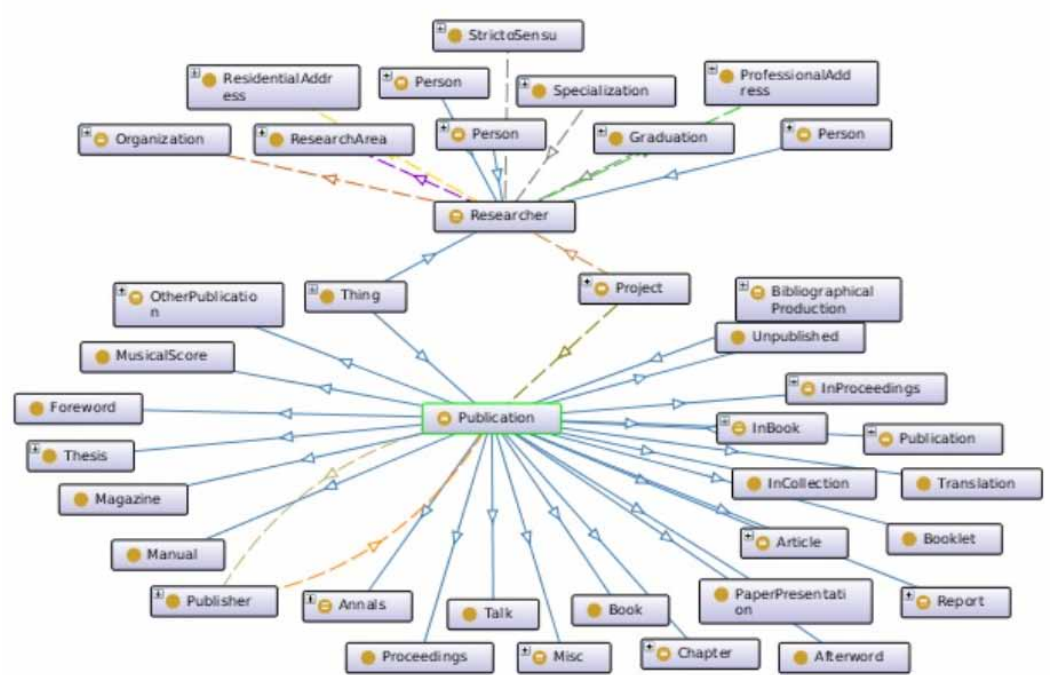 StrictoSensu
ResidentialAddr
ess
Person
Specialization
ProfessionalAdd
ress
Organization
ResearchArea
Person
Graduation
Person
Researcher
Thing
Project
OtherPublicatio
n
Bibliographical
Production
Unpublished
MusicalScore
InProceedings
Foreword
Publication
InBook
Publication
Thesis
InCollection
Translation
Magazine
Manual
Article
Booklet
Publisher
Annals
Talk
Book
PaperPresentati
on
Report
Proceedings
Misc
Chapter
Afterword